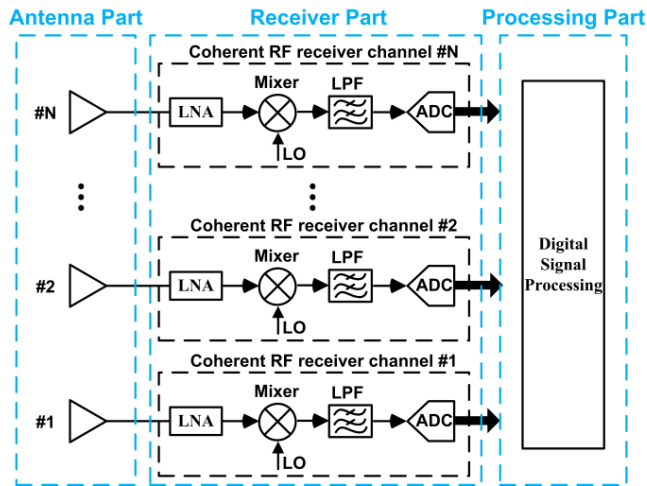 Antenna Part
Receiver Part
Processing Part
Coherent RF receiver channel #N
Mixer
LPF
#N
LNA
ADC
LO
Coherent RF receiver channel #2
Mixer
LPF
#2
LNA
ADC
LO
Digital
Signal
Processing
Coherent RF receiver channel #1
Mixer
LPF
#1
LNA
ADC
LO